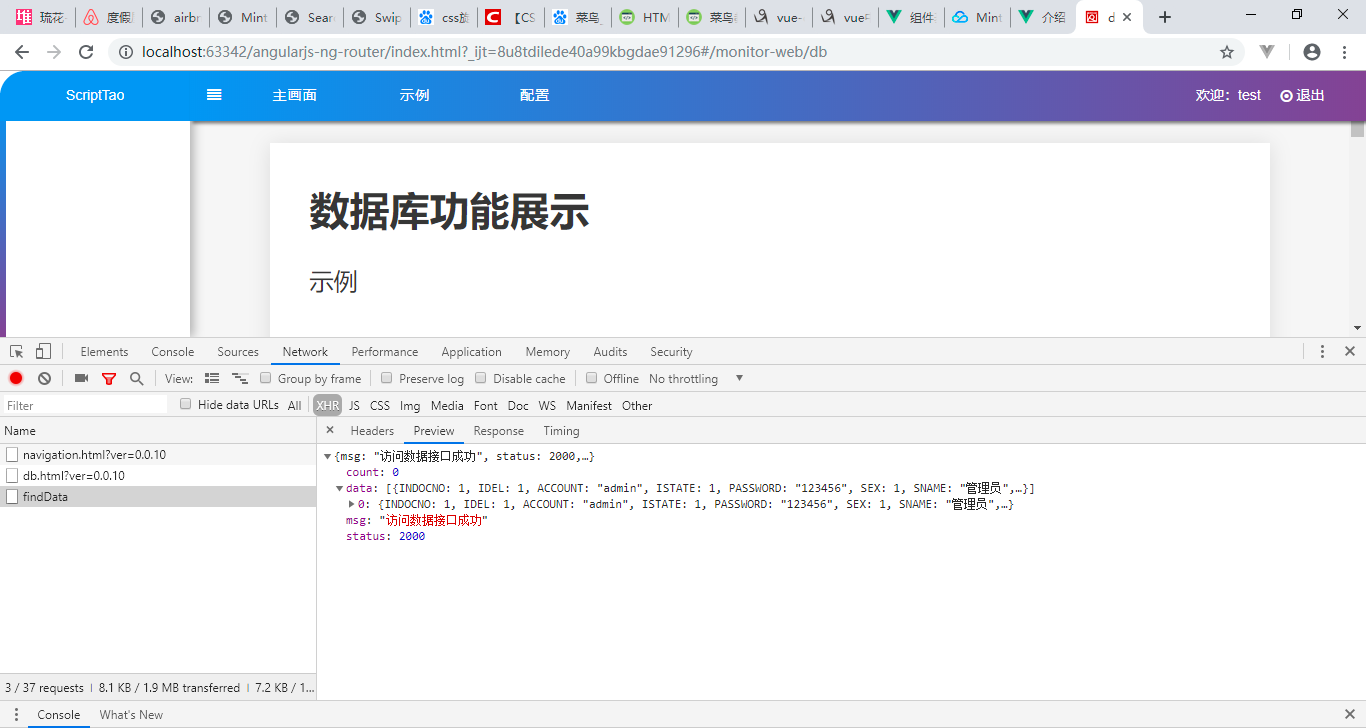 琉花 度假 airbr Mint Sear Swip css旋 【CS 菜鸟 HTM 菜鸟 vue- vueF 组件 Mint 介绍 d
localhost:63342/angularjs-ng-router/index.html?_ijt=8u8tdilede40a99kbgdae91296#/monitor-web/db
ScriptTao 主画面 示例 配置 欢迎：test 退出
数据库功能展示
示例
Elements Console Sources Network Performance Application Memory Audits Security
View: Group by frame Preserve log Disable cache Offline No throttling
Filter Hide data URLs All XHR JS CSS Img Media Font Doc WS Manifest Other
Name Headers Preview Response Timing
navigation.html?ver=0.0.10
db.html?ver=0.0.10
findData
{msg: "访问数据接口成功", status: 2000,…}
count: 0
data: [{INDOCNO: 1, IDEL: 1, ACCOUNT: "admin", ISTATE: 1, PASSWORD: "123456", SEX: 1, SNAME: "管理员",…}]
0: {INDOCNO: 1, IDEL: 1, ACCOUNT: "admin", ISTATE: 1, PASSWORD: "123456", SEX: 1, SNAME: "管理员",…}
msg: "访问数据接口成功"
status: 2000
3 / 37 requests 8.1 KB / 1.9 MB transferred 7.2 KB / 1...
Console What's New